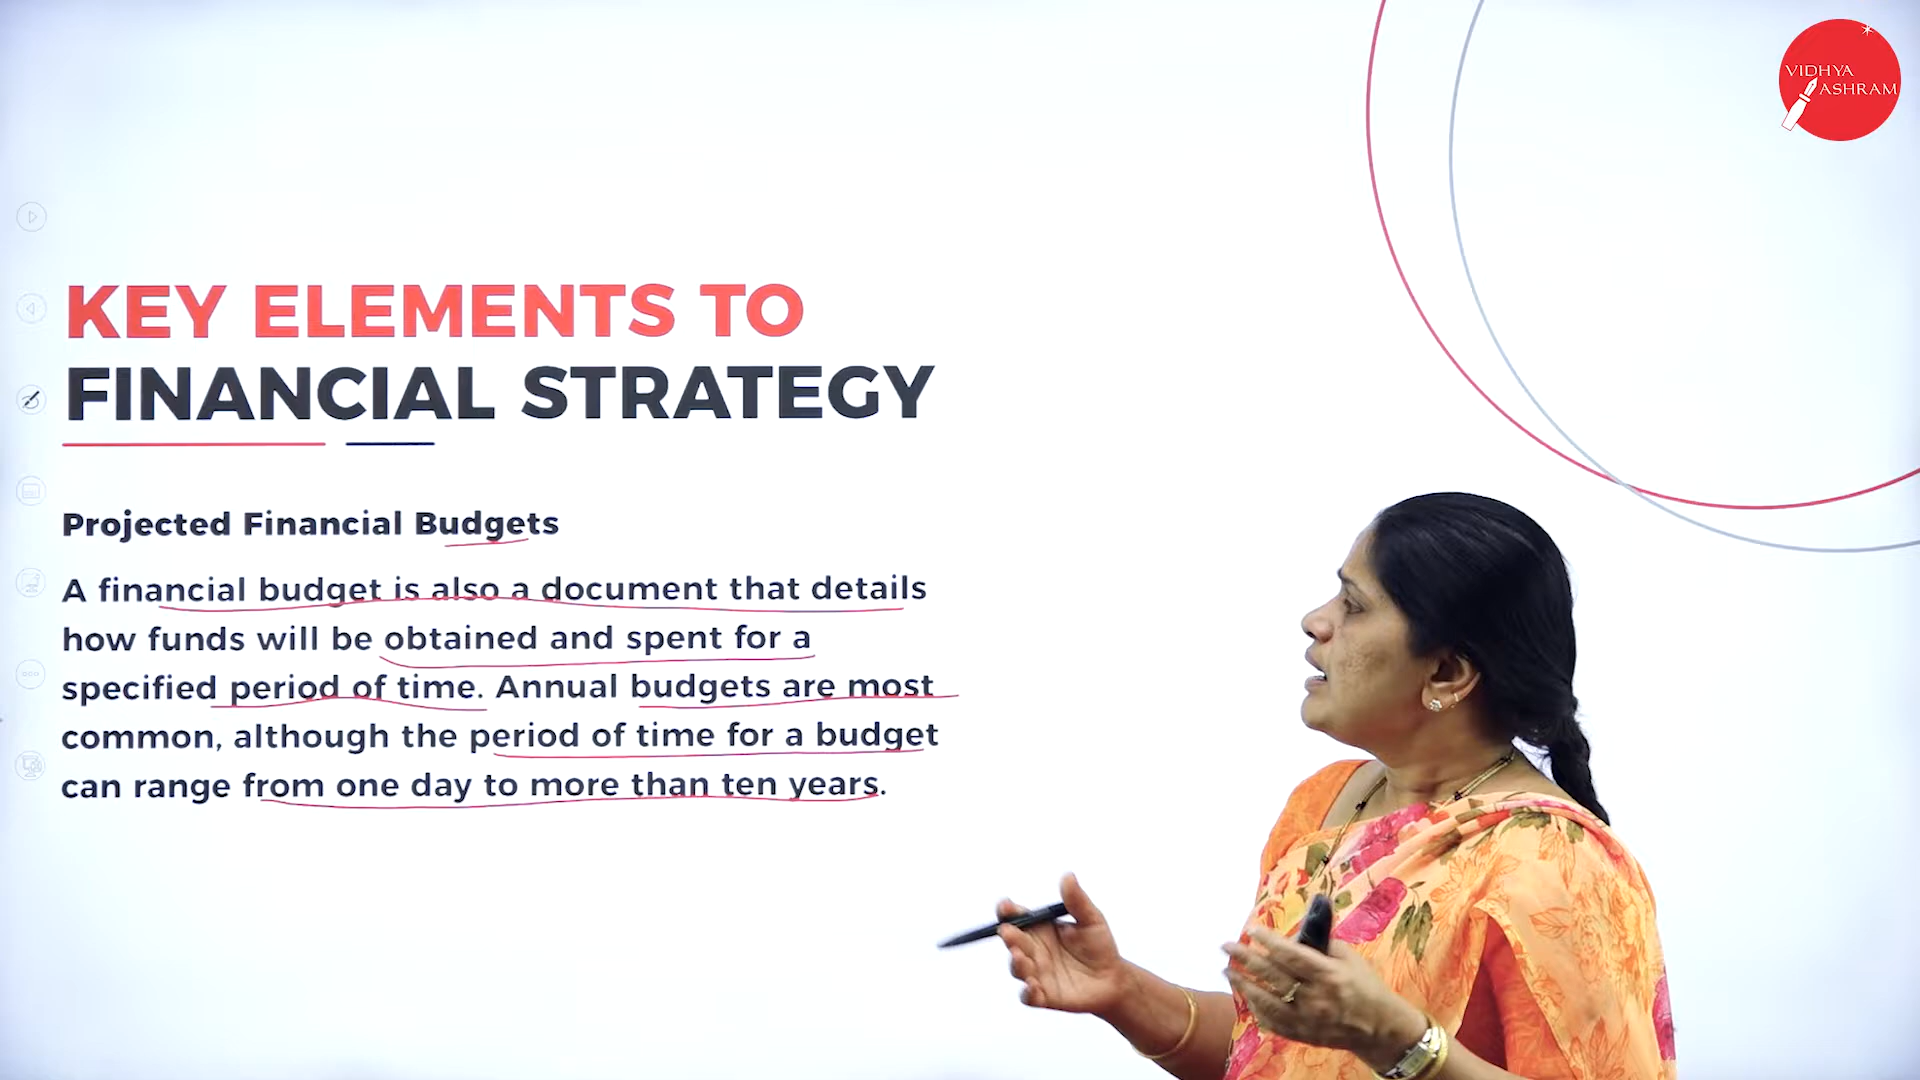 VIDHYA
ASHRAM
KEY ELEMENTS TO
FINANCIAL STRATEGY
Projected Financial Budgets
A financial budget is also a document that details
how funds will be obtained and spent for a
specified period of time. Annual budgets are most
common, although the period of time for a budget
can range from one day to more than ten years.